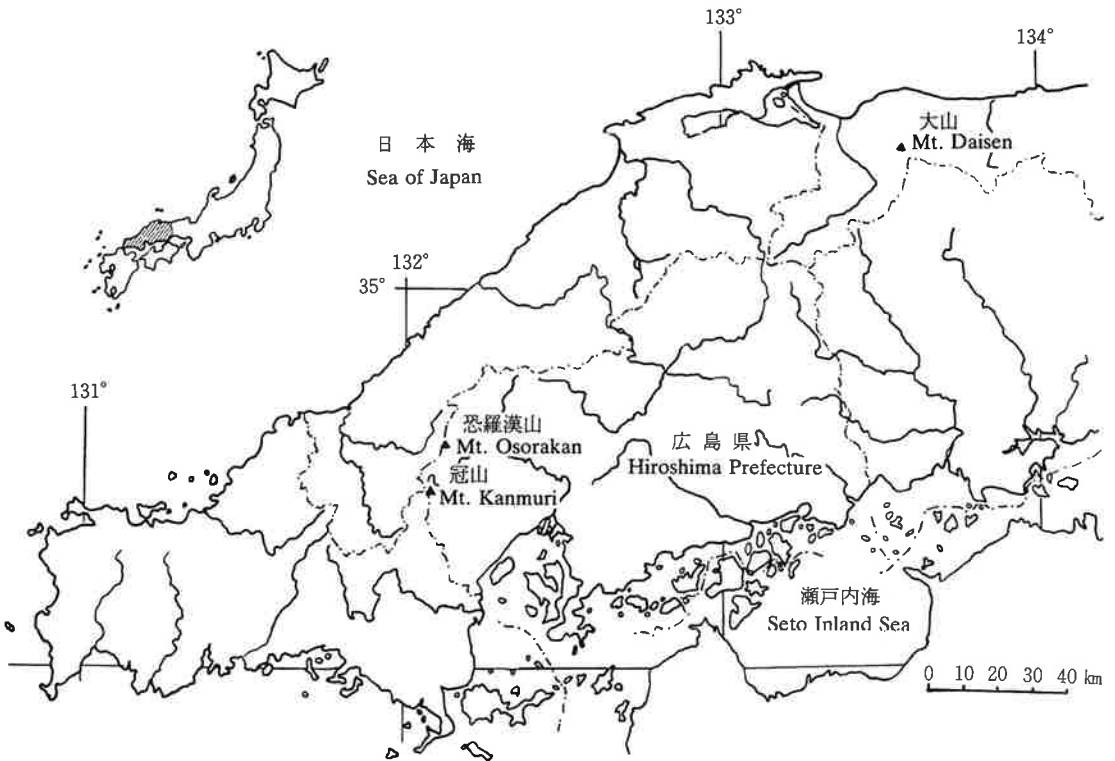 133°
134°
大山
Mt. Daisen
日本海
Sea of Japan
132°
35°
131°
恐羅漢山
Mt. Osorakan
冠山
Mt. Kanmuri
広島県
Hiroshima Prefecture
瀬戸内海
Seto Inland Sea
0 10 20 30 40 km